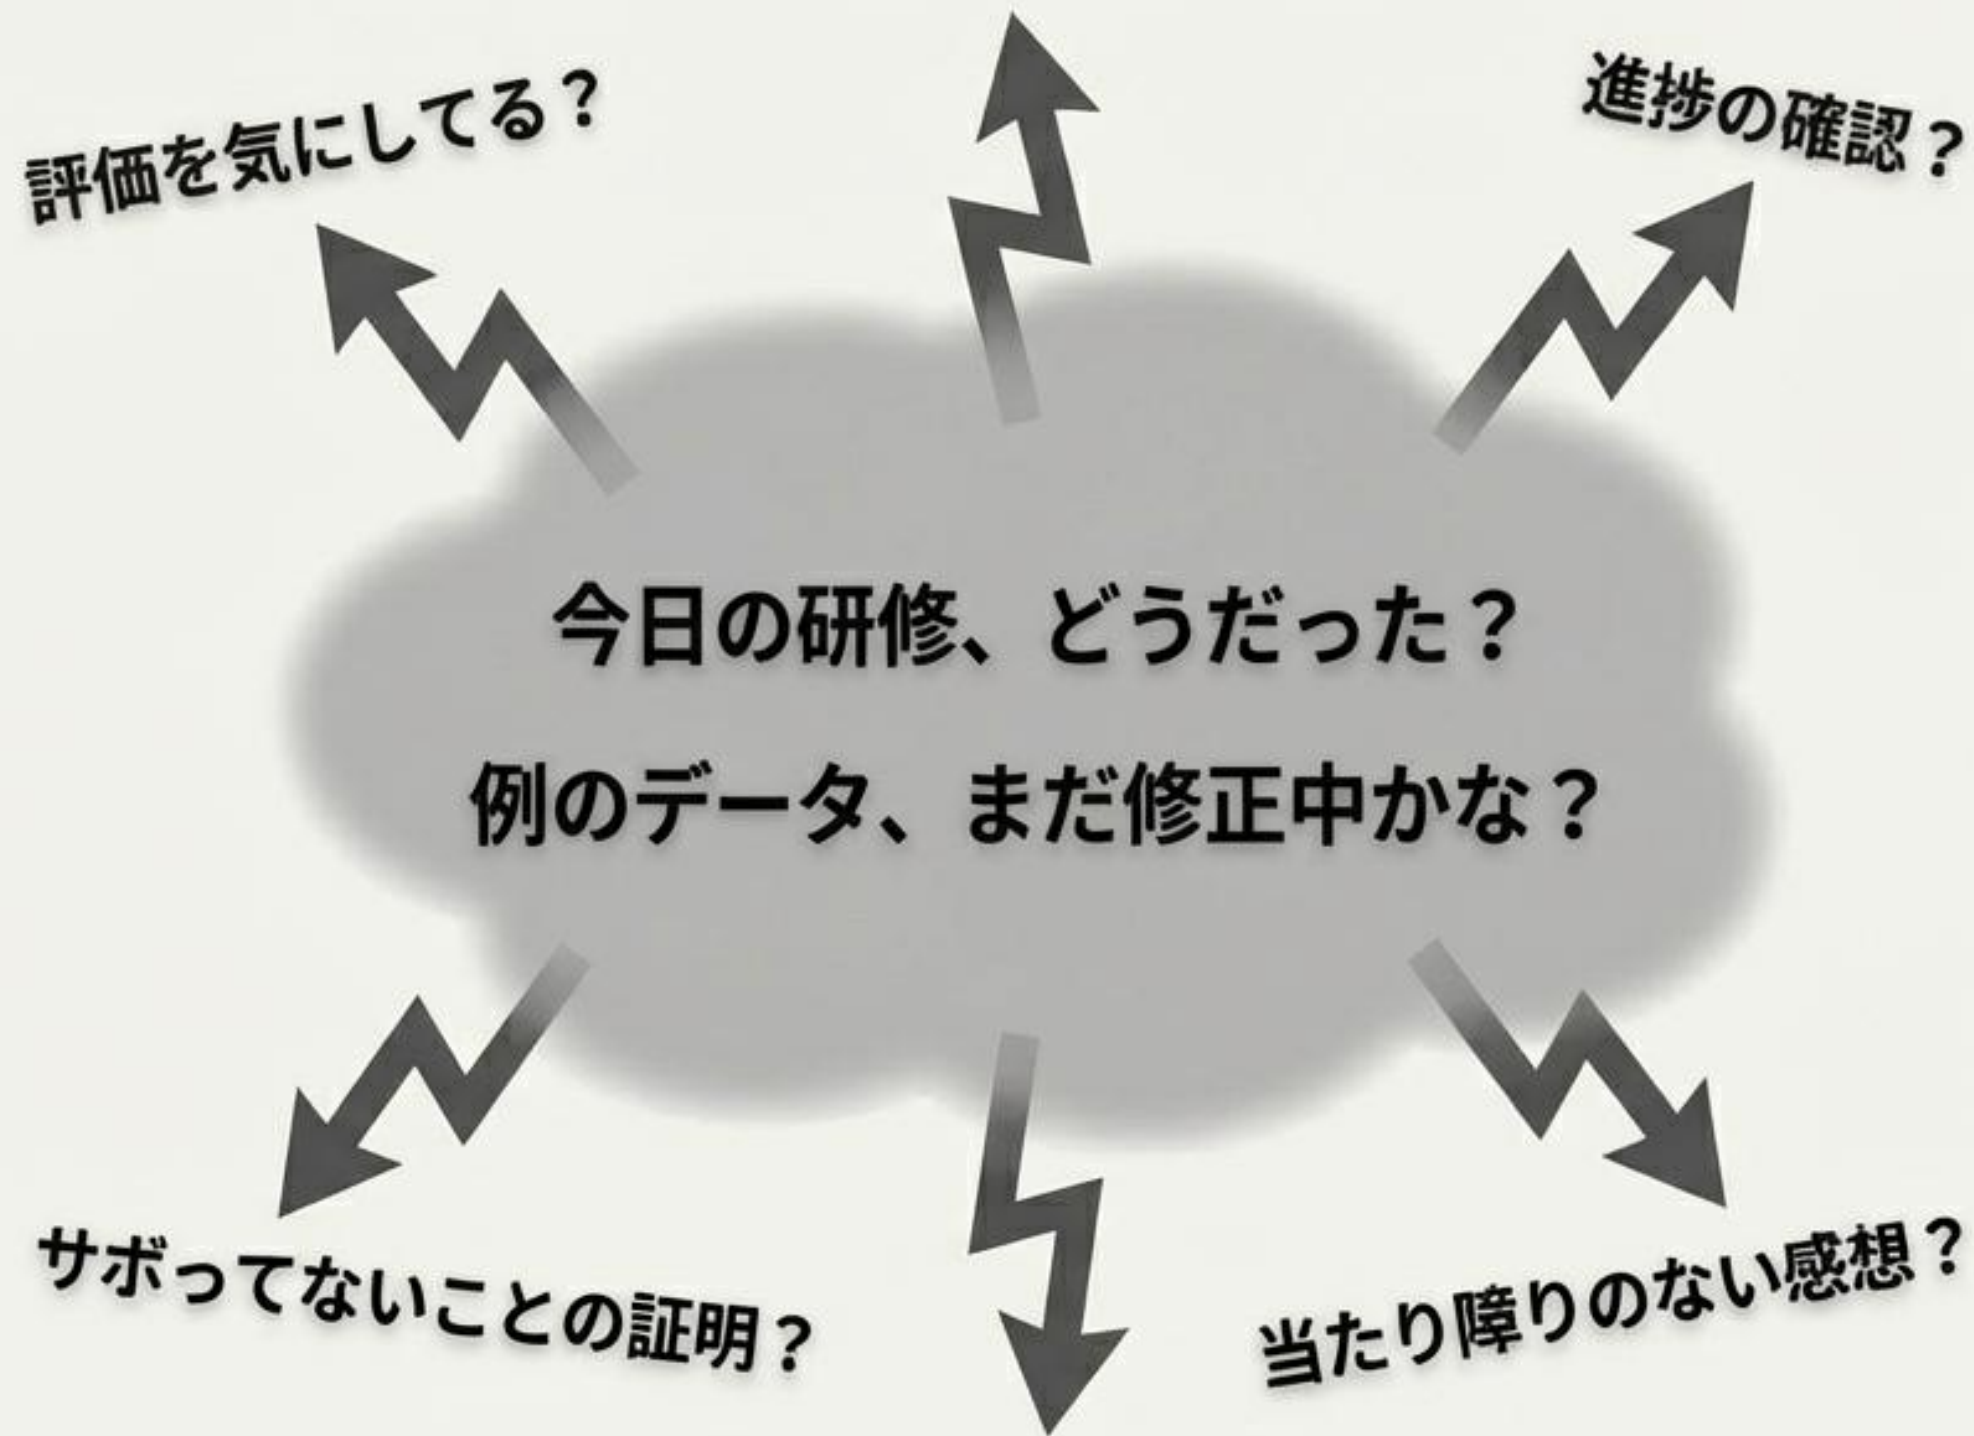 評価を気にしてる？
進捗の確認？
今日の研修、どうだった？
例のデータ、まだ修正中かな？
サボってないことの証明？
当たり障りのない感想？